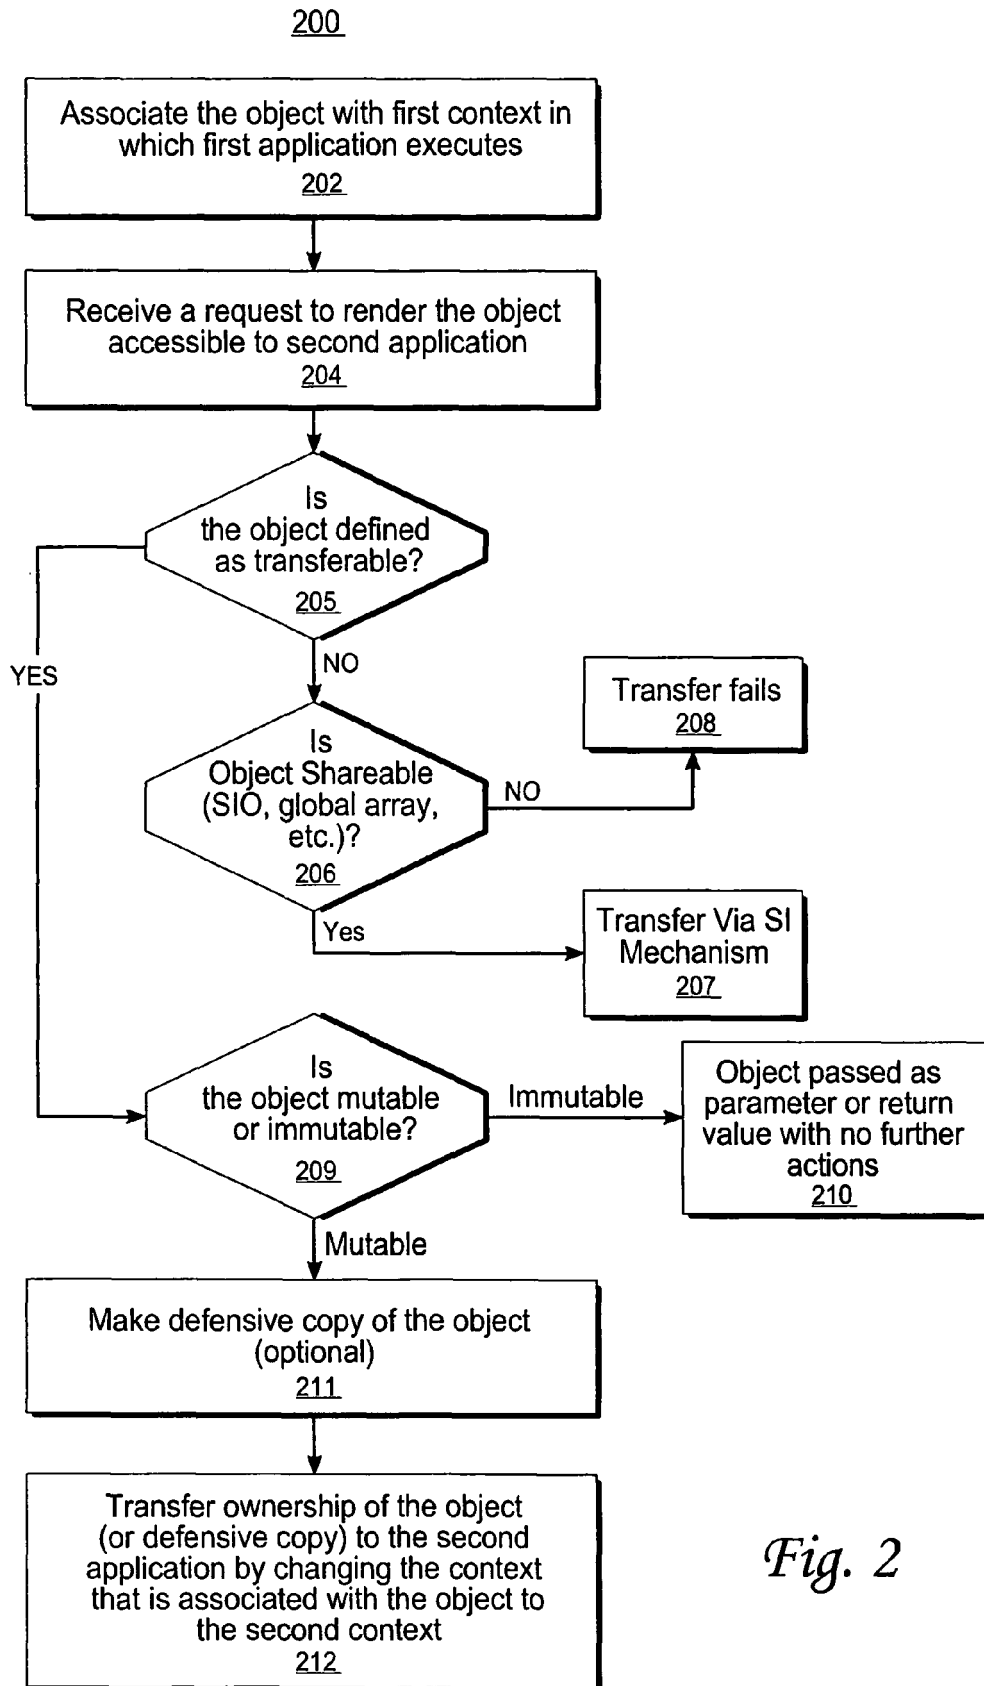 200
Associate the object with first context in
which first application executes
202
Receive a request to render the object
accessible to second application
204
Is
the object defined
as transferable?
205
YES
NO
Is
Object Shareable
(SIO, global array,
etc.)?
206
NO
Transfer fails
208
Yes
Transfer Via SI
Mechanism
207
Is
the object mutable
or immutable?
209
Immutable
Object passed as
parameter or return
value with no further
actions
210
Mutable
Make defensive copy of the object
(optional)
211
Transfer ownership of the object
(or defensive copy) to the second
application by changing the context
that is associated with the object to
the second context
212
Fig. 2